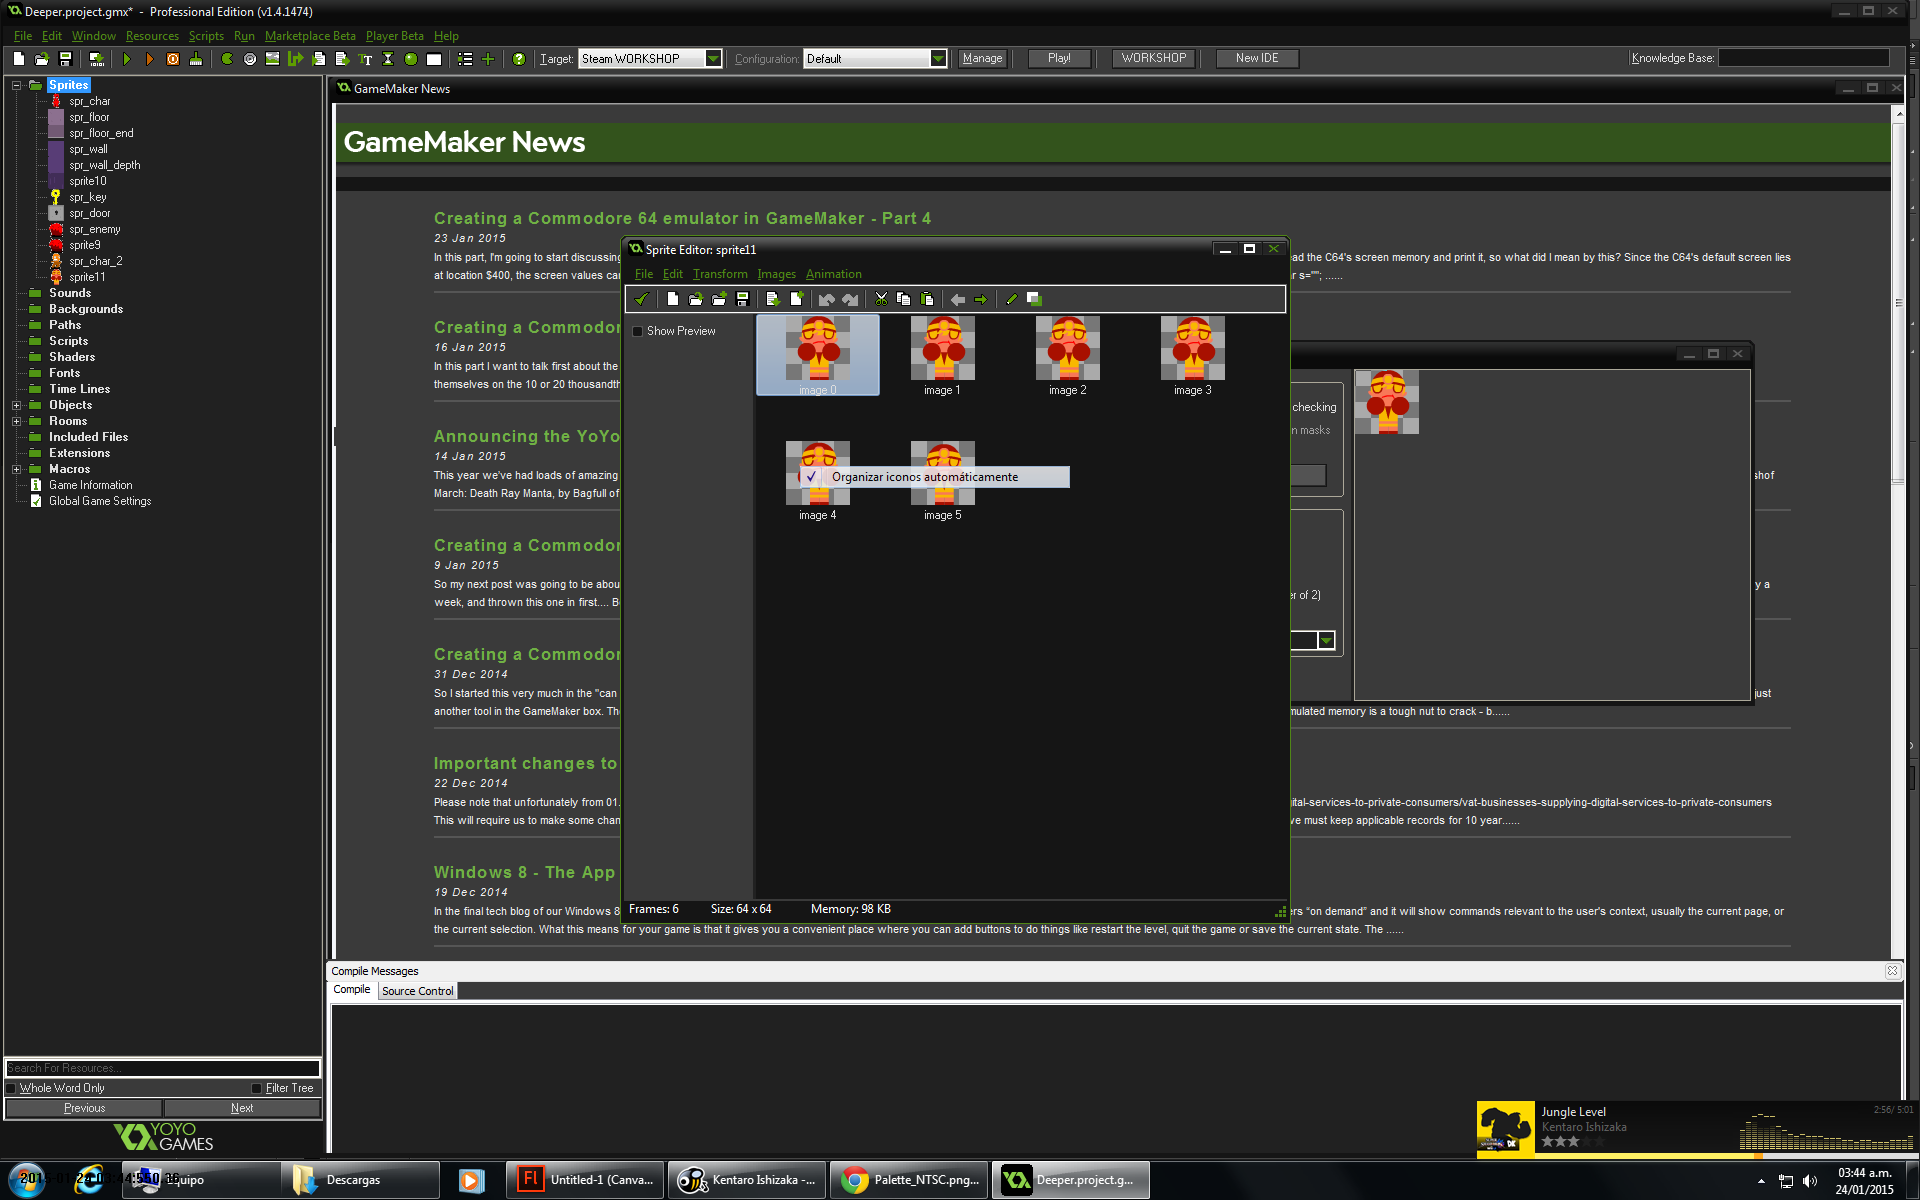 Deeper.project.gmx* - Professional Edition (v1.4.1474)
File Edit Window Resources Scripts Run Marketplace Beta Player Beta Help
Target: Steam WORKSHOP Configuration: Default Manage Play! WORKSHOP New IDE Knowledge Base:
Sprites
spr_char
spr_floor
spr_floor_end
spr_wall
spr_wall_depth
sprite10
spr_key
spr_door
spr_enemy
sprite9
spr_char_2
sprite11
Sounds
Backgrounds
Paths
Scripts
Shaders
Fonts
Time Lines
Objects
Rooms
Included Files
Extensions
Macros
Game Information
Global Game Settings
Search For Resources...
Whole Word Only Filter Tree
Previous Next
YOYO GAMES
GameMaker News
GameMaker News
Creating a Commodore 64 emulator in GameMaker - Part 4
23 Jan 2015
In this part, I'm going to start discussing
ead the C64's screen memory and print it, so what did I mean by this? Since the C64's default screen lies
at location $400, the screen values car
r s=""; ......
Creating a Commodor
16 Jan 2015
In this part I want to talk first about the
themselves on the 10 or 20 thousandth
Announcing the YoYo
14 Jan 2015
This year we've had loads of amazing
shof
March: Death Ray Manta, by Bagfull of
Creating a Commodor
9 Jan 2015
So my next post was going to be abou
y a
week, and thrown this one in first.... B
Creating a Commodor
31 Dec 2014
So I started this very much in the "can
just
another tool in the GameMaker box. Th
mulated memory is a tough nut to crack - b......
Important changes to
22 Dec 2014
Please note that unfortunately from 01.
ital-services-to-private-consumers/vat-businesses-supplying-digital-services-to-private-consumers
This will require us to make some chan
ve must keep applicable records for 10 year......
Windows 8 - The App
19 Dec 2014
In the final tech blog of our Windows 8
ers "on demand" and it will show commands relevant to the user's context, usually the current page, or
the current selection. What this means for your game is that it gives you a convenient place where you can add buttons to do things like restart the level, quit the game or save the current state. The ......
Sprite Editor: sprite11
File Edit Transform Images Animation
Show Preview
image 0 image 1 image 2 image 3
Organizar iconos automáticamente
image 4 image 5
Frames: 6 Size: 64 x 64 Memory: 98 KB
checking
n masks
er of 2)
Compile Messages
Compile Source Control
Jungle Level
Kentaro Ishizaka
2:56/ 5:01
Descargas
Untitled-1 (Canva...
Kentaro Ishizaka -...
Palette_NTSC.png...
Deeper.project.g...
03:44 a.m.
24/01/2015